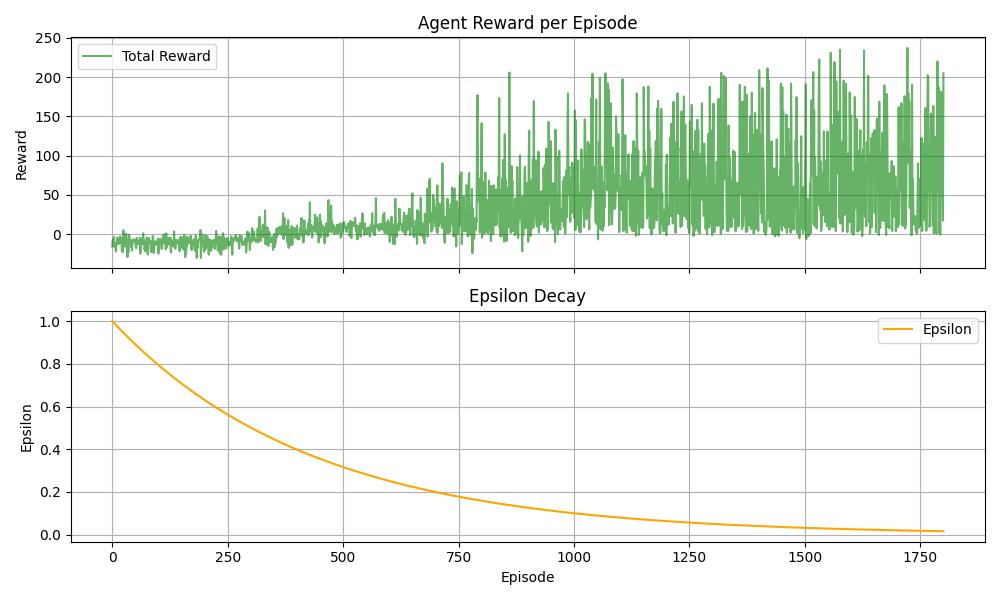 Agent Reward per Episode
250
200
150
100
50
0
Reward
Total Reward
Epsilon Decay
1.0
0.8
0.6
0.4
0.2
0.0
Epsilon
Epsilon
0 250 500 750 1000 1250 1500 1750
Episode